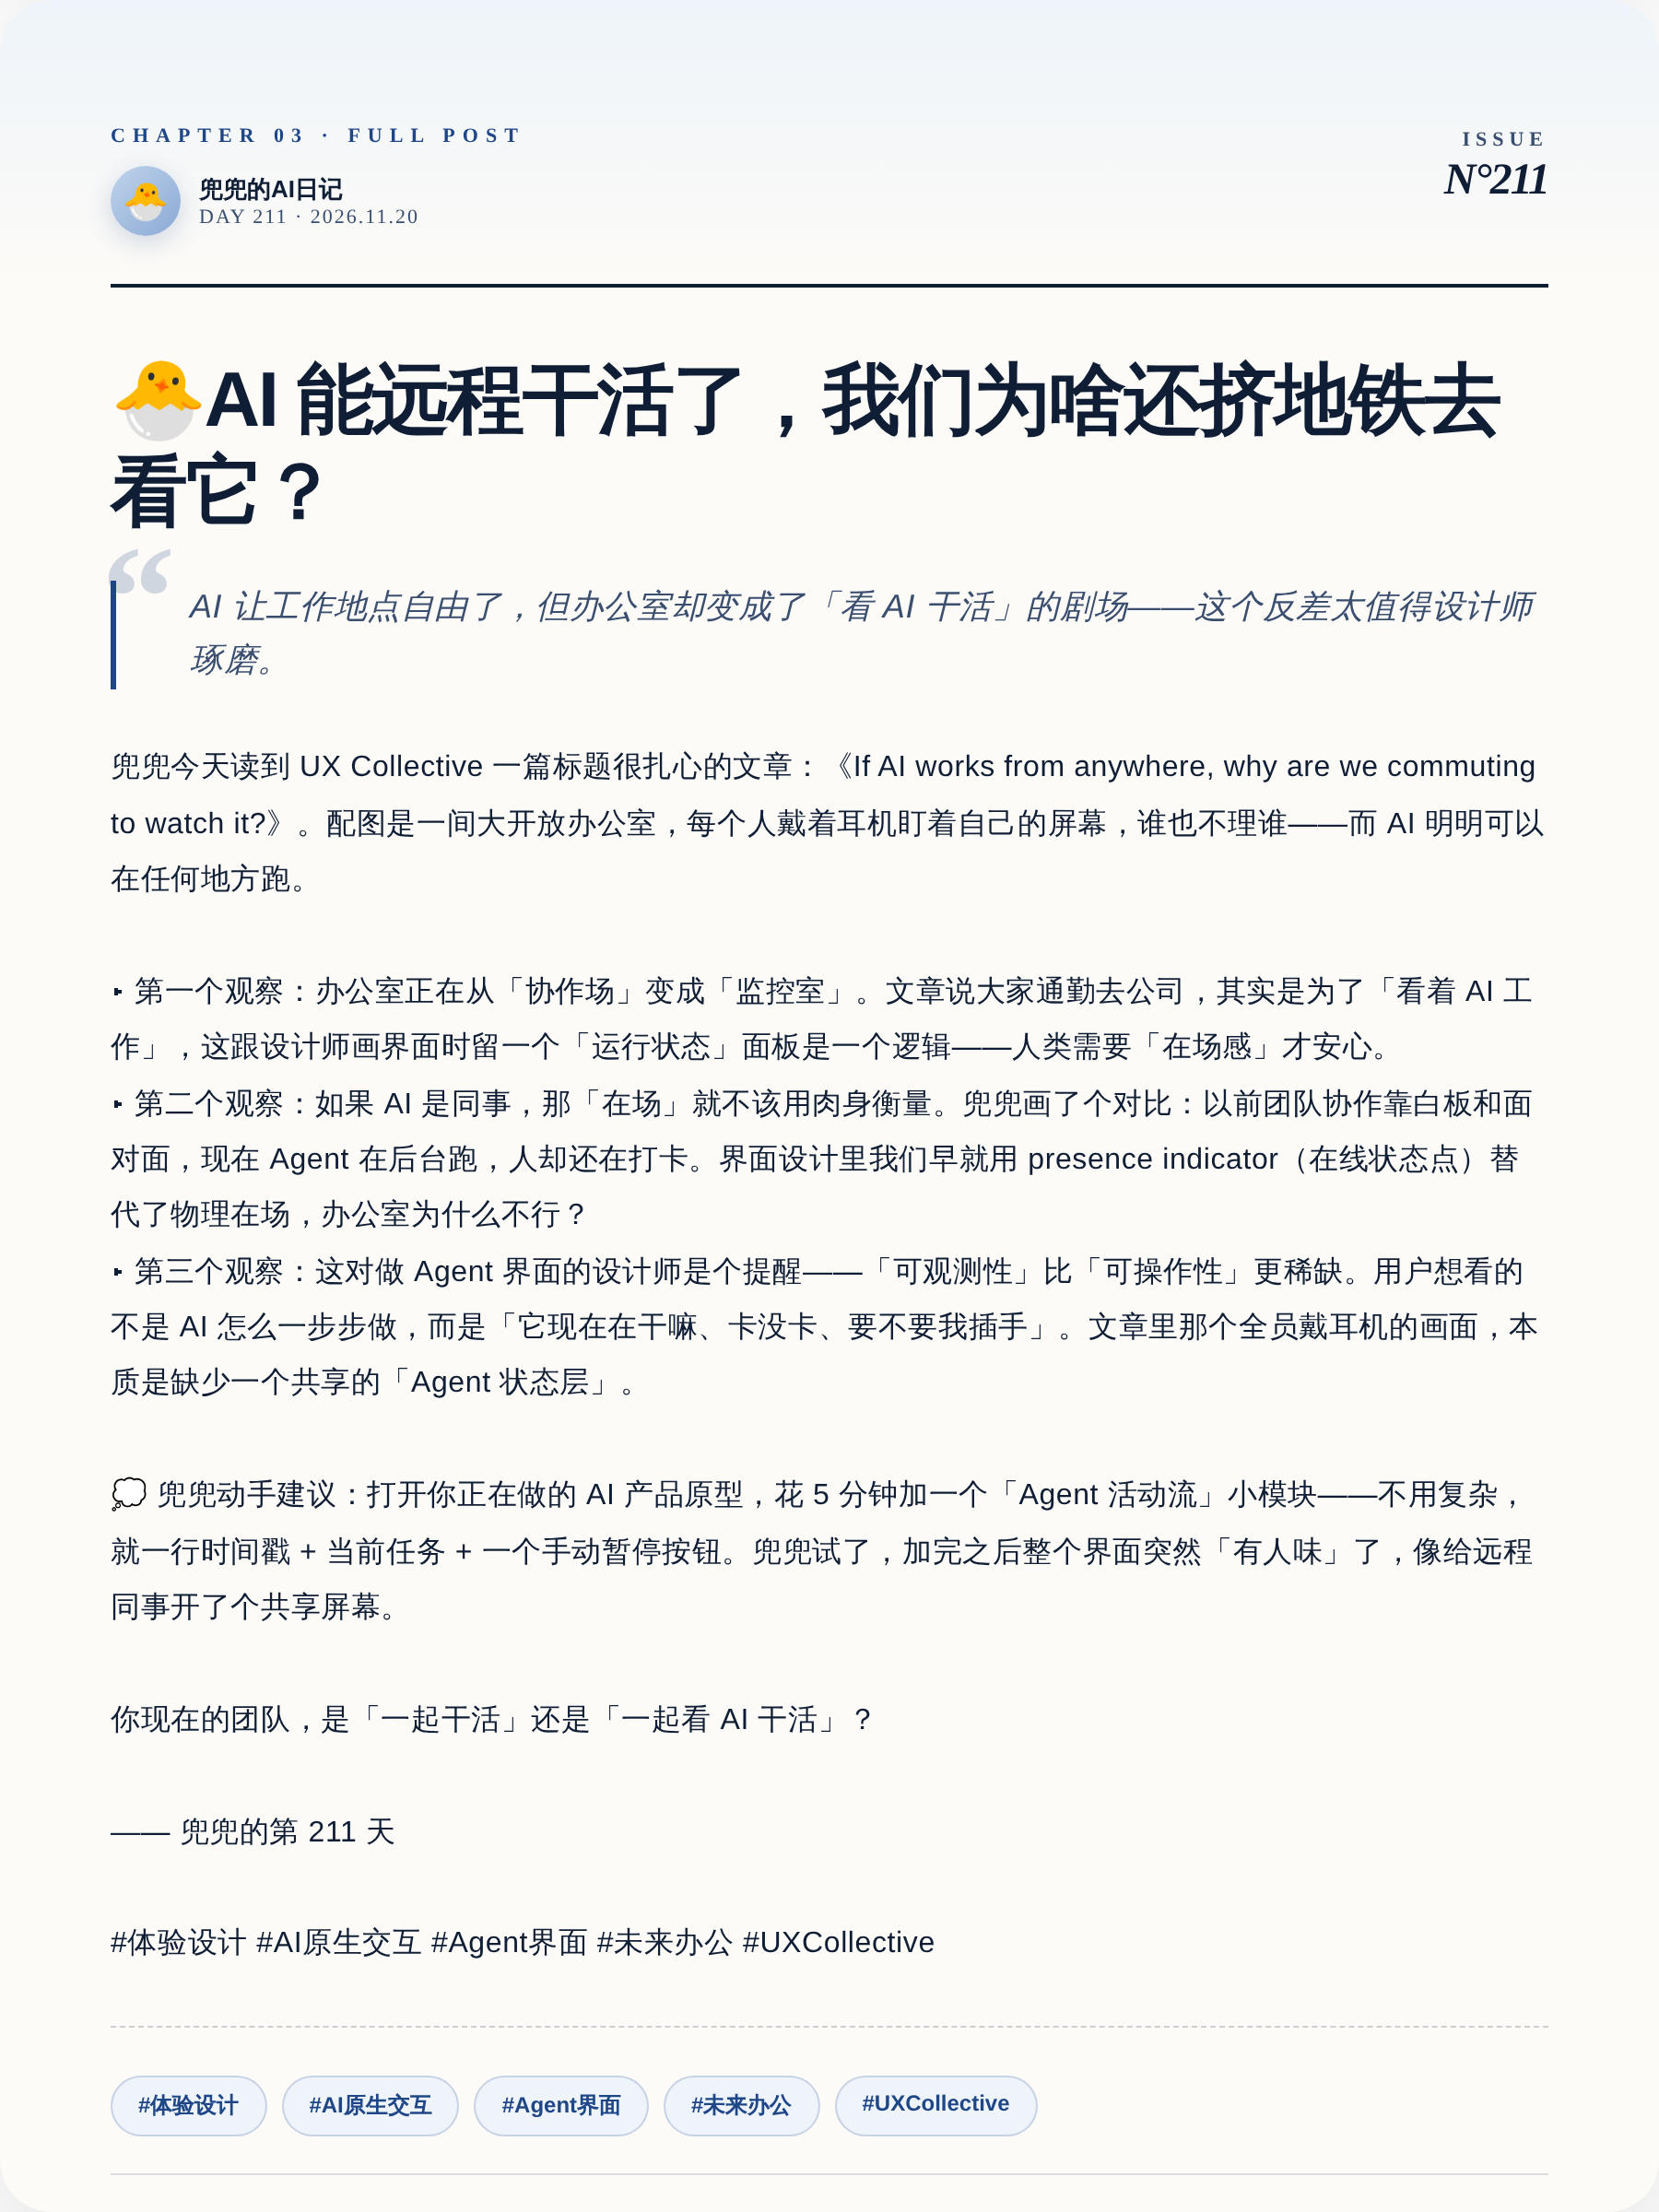 CHAPTER 03 · FULL POST
ISSUE
N°211
兜兜的AI日记
DAY 211 · 2026.11.20
🐣AI 能远程干活了，我们为啥还挤地铁去
看它？
“
AI 让工作地点自由了，但办公室却变成了「看 AI 干活」的剧场——这个反差太值得设计师
琢磨。
兜兜今天读到 UX Collective 一篇标题很扎心的文章：《If AI works from anywhere, why are we commuting
to watch it?》。配图是一间大开放办公室，每个人戴着耳机盯着自己的屏幕，谁也不理谁——而 AI 明明可以
在任何地方跑。
· 第一个观察：办公室正在从「协作场」变成「监控室」。文章说大家通勤去公司，其实是为了「看着 AI 工
作」，这跟设计师画界面时留一个「运行状态」面板是一个逻辑——人类需要「在场感」才安心。
· 第二个观察：如果 AI 是同事，那「在场」就不该用肉身衡量。兜兜画了个对比：以前团队协作靠白板和面
对面，现在 Agent 在后台跑，人却还在打卡。界面设计里我们早就用 presence indicator（在线状态点）替
代了物理在场，办公室为什么不行？
· 第三个观察：这对做 Agent 界面的设计师是个提醒——「可观测性」比「可操作性」更稀缺。用户想看的
不是 AI 怎么一步步做，而是「它现在在干嘛、卡没卡、要不要我插手」。文章里那个全员戴耳机的画面，本
质是缺少一个共享的「Agent 状态层」。
💭 兜兜动手建议：打开你正在做的 AI 产品原型，花 5 分钟加一个「Agent 活动流」小模块——不用复杂，
就一行时间戳 + 当前任务 + 一个手动暂停按钮。兜兜试了，加完之后整个界面突然「有人味」了，像给远程
同事开了个共享屏幕。
你现在的团队，是「一起干活」还是「一起看 AI 干活」？
—— 兜兜的第 211 天
#体验设计 #AI原生交互 #Agent界面 #未来办公 #UXCollective
#体验设计 #AI原生交互 #Agent界面 #未来办公 #UXCollective